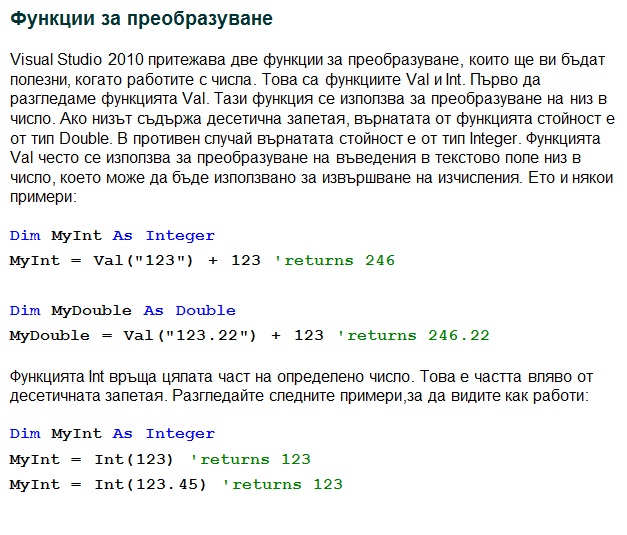 Функции за преобразуване
Visual Studio 2010 притежава две функции за преобразуване, които ще ви бъдат
полезни, когато работите с числа. Това са функциите Val и Int. Първо да
разгледаме функцията Val. Тази функция се използва за преобразуване на низ в
число. Ако низът съдържа десетична запетая, върнатата от функцията стойност е
от тип Double. В противен случай върнатата стойност е от тип Integer. Функцията
Val често се използва за преобразуване на въведения в текстово поле низ в
число, което може да бъде използвано за извършване на изчисления. Ето и някои
примери:
Dim MyInt As Integer
MyInt = Val("123") + 123 'returns 246
Dim MyDouble As Double
MyDouble = Val("123.22") + 123 'returns 246.22
Функцията Int връща цялата част на определено число. Това е частта вляво от
десетичната запетая. Разгледайте следните примери,за да видите как работи:
Dim MyInt As Integer
MyInt = Int(123) 'returns 123
MyInt = Int(123.45) 'returns 123